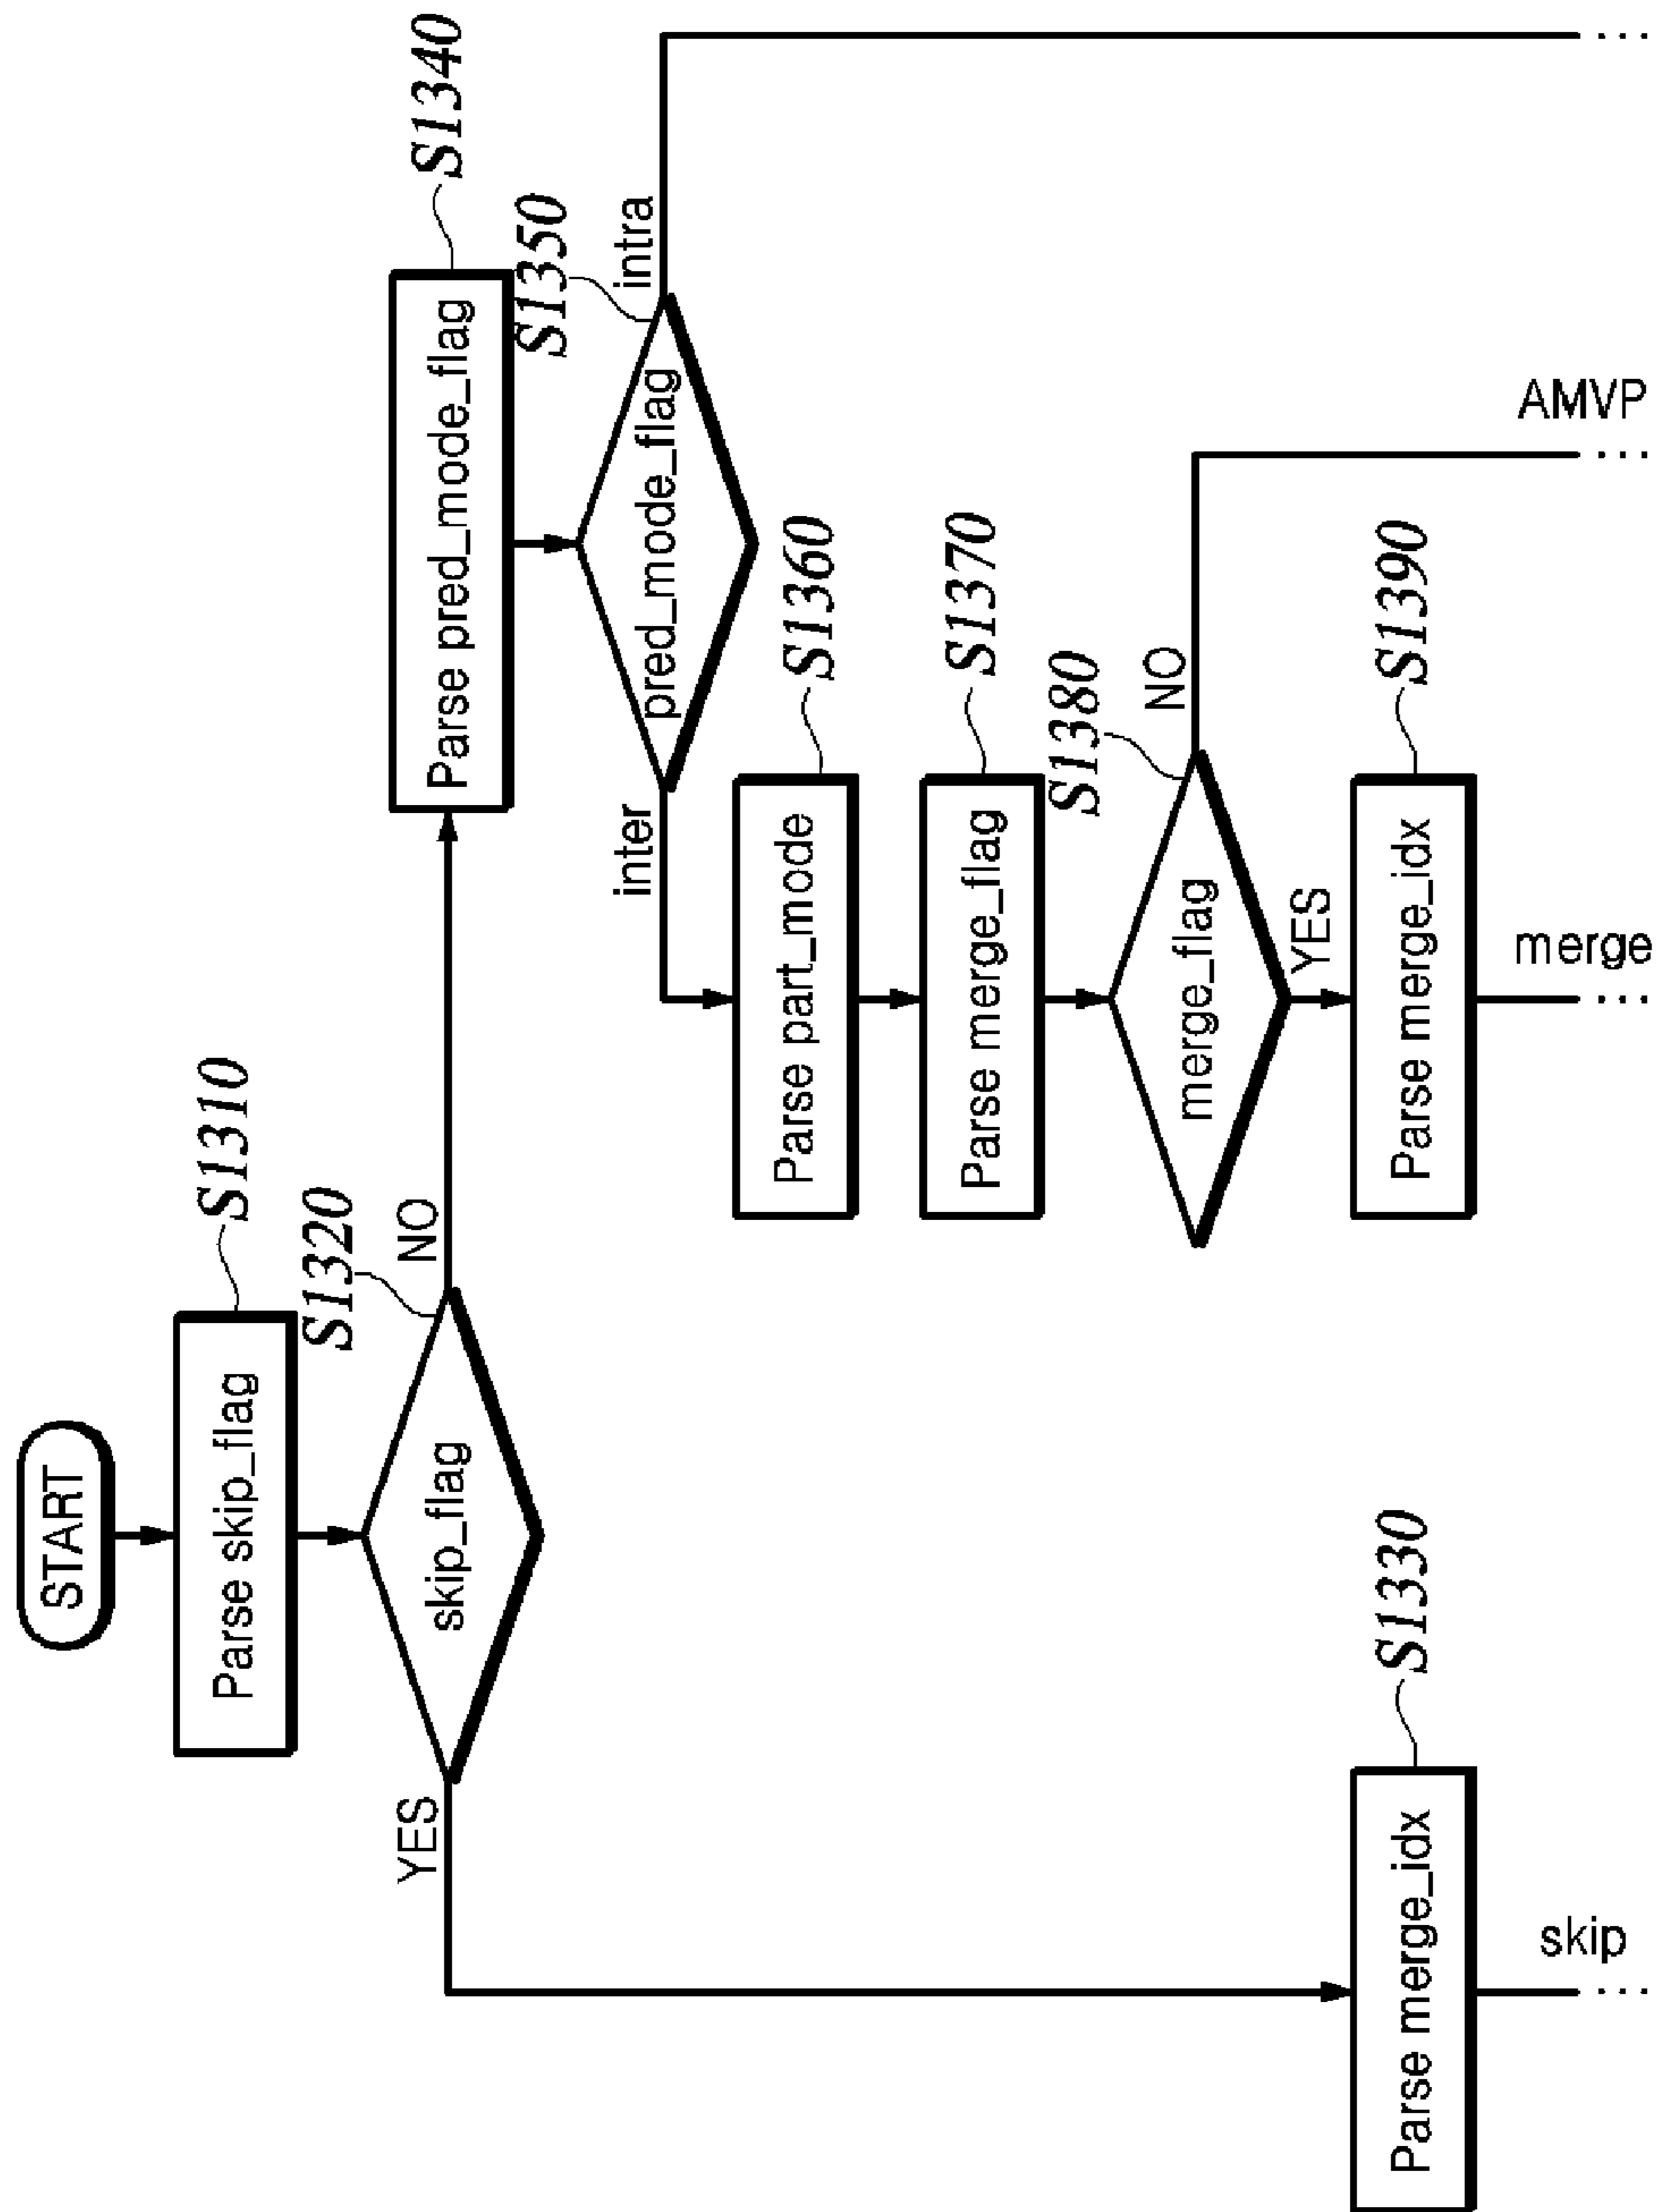 START
Parse skip_flag
S1310
skip_flag
S1320
YES
NO
Parse pred_mode_flag
S1340
pred_mode_flag
S1350
inter
intra
Parse part_mode
S1360
Parse merge_flag
S1370
merge_flag
S1380
NO
YES
Parse merge_idx
S1330
Parse merge_idx
S1390
skip
merge
AMVP
...
...
...
...